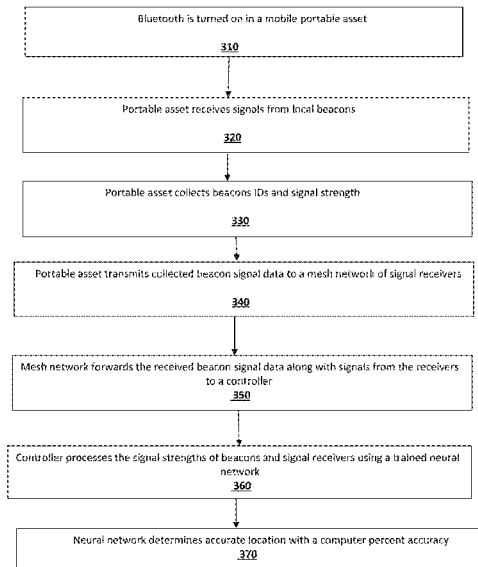 Bluetooth is turned on in a mobile portable asset
310
Portable asset receives signals from local beacons
320
Portable asset collects beacons IDs and signal strength
330
Portable asset transmits collected beacon signal data to a mesh network of signal receivers
340
Mesh network forwards the received beacon signal data along with signals from the receivers
to a controller
350
Controller processes the signal strengths of beacons and signal receivers using a trained neural
network
360
Neural network determines accurate location with a computer percent accuracy
370